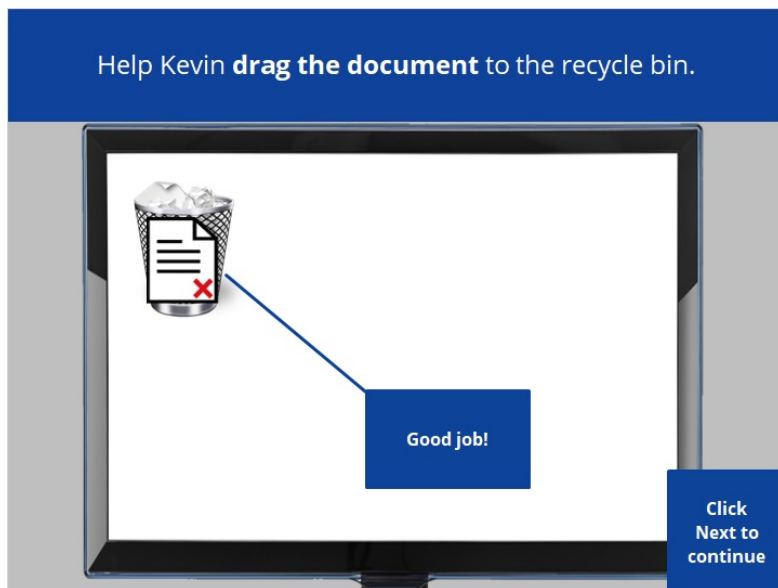 Help Kevin drag the document to the recycle bin.
Good job!
Click
Next to
continue